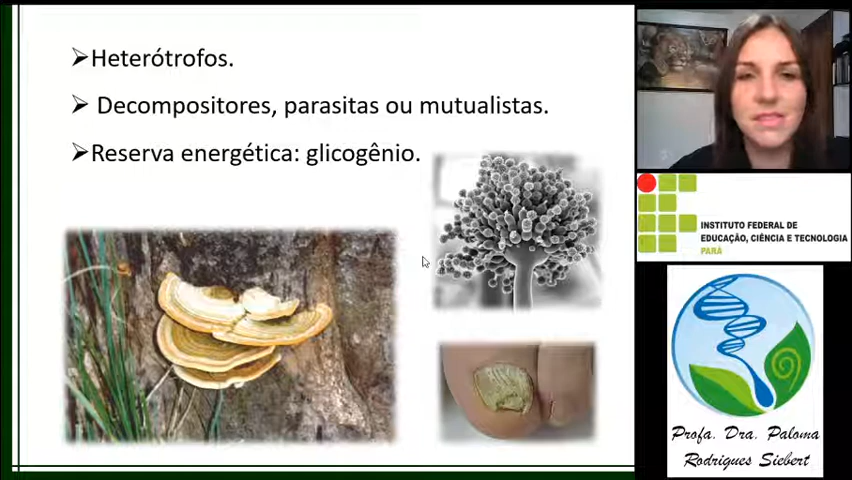 ➢Heterótrofos.
➢ Decompositores, parasitas ou mutualistas.
➢Reserva energética: glicogênio.
INSTITUTO FEDERAL DE
EDUCAÇÃO, CIÊNCIA E TECNOLOGIA
PARÁ
Profa. Dra. Paloma
Rodrigues Siebert